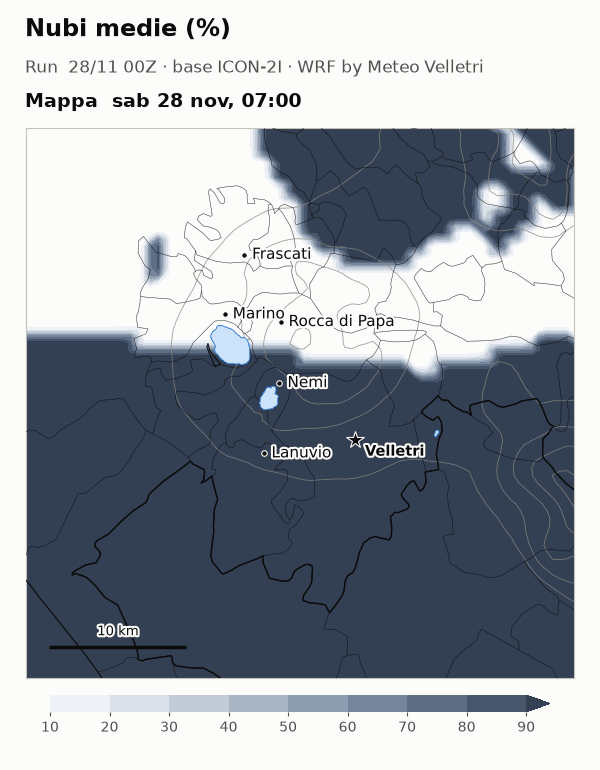 Nubi medie (%)
Run  28/11 00Z · base ICON-2I · WRF by Meteo Velletri
Mappa  sab 28 nov, 07:00
Frascati
Marino
Rocca di Papa
Nemi
Velletri
Lanuvio
10 km
10 20 30 40 50 60 70 80 90